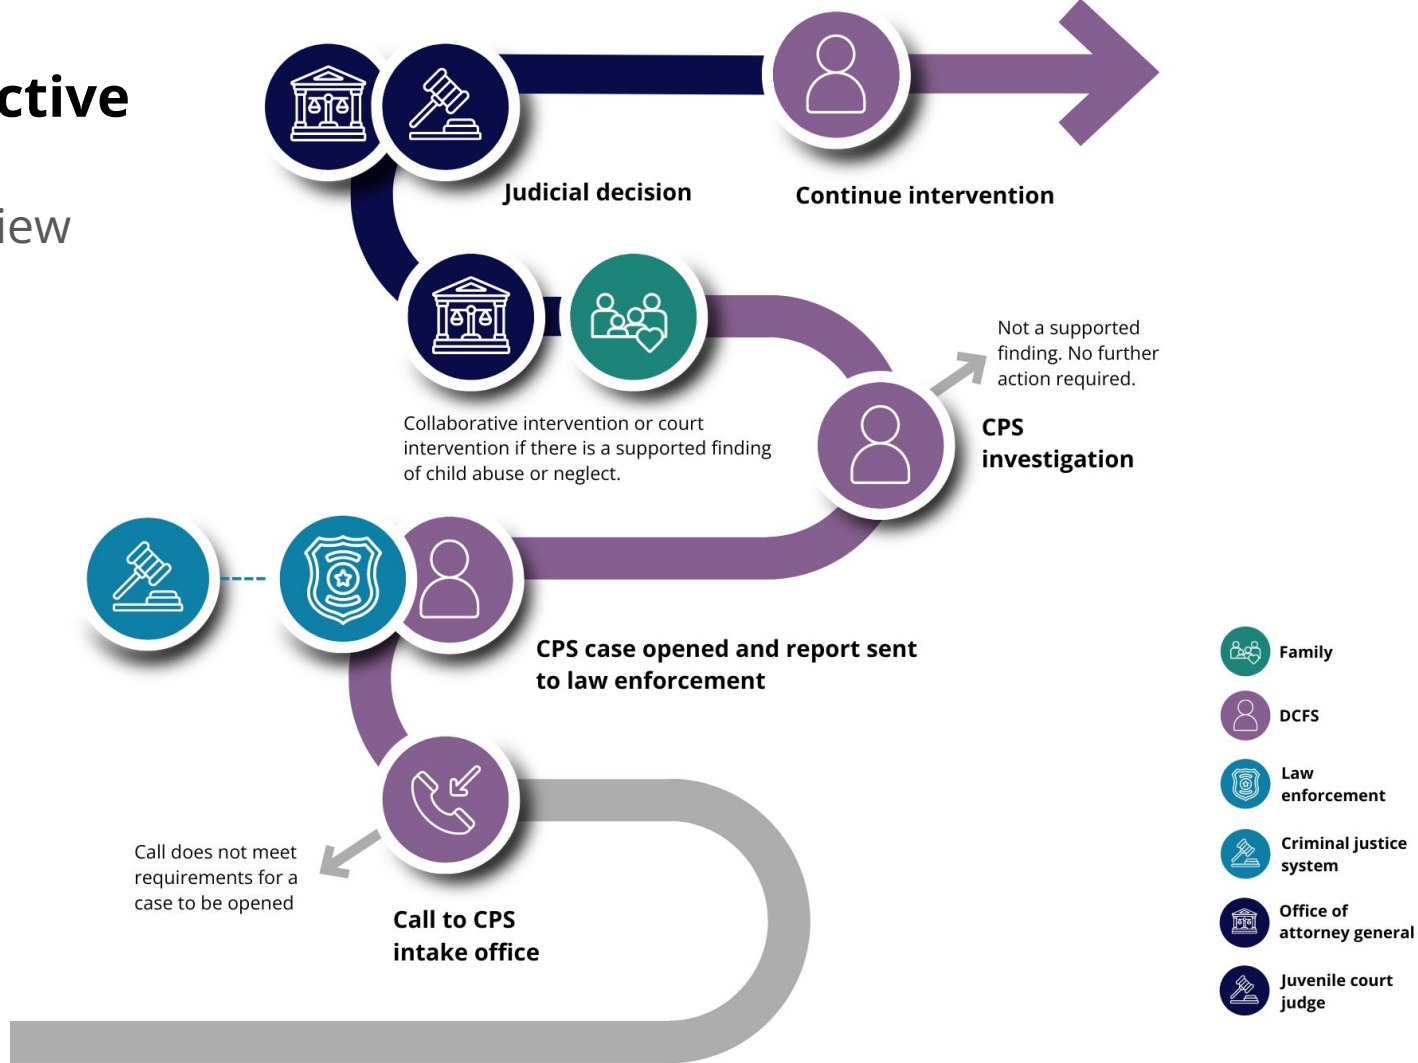 ctive
iew
Judicial decision
Continue intervention
Not a supported
finding. No further
action required.
CPS
investigation
Collaborative intervention or court
intervention if there is a supported finding
of child abuse or neglect.
CPS case opened and report sent
to law enforcement
Call does not meet
requirements for a
case to be opened
Call to CPS
intake office
Family
DCFS
Law
enforcement
Criminal justice
system
Office of
attorney general
Juvenile court
judge